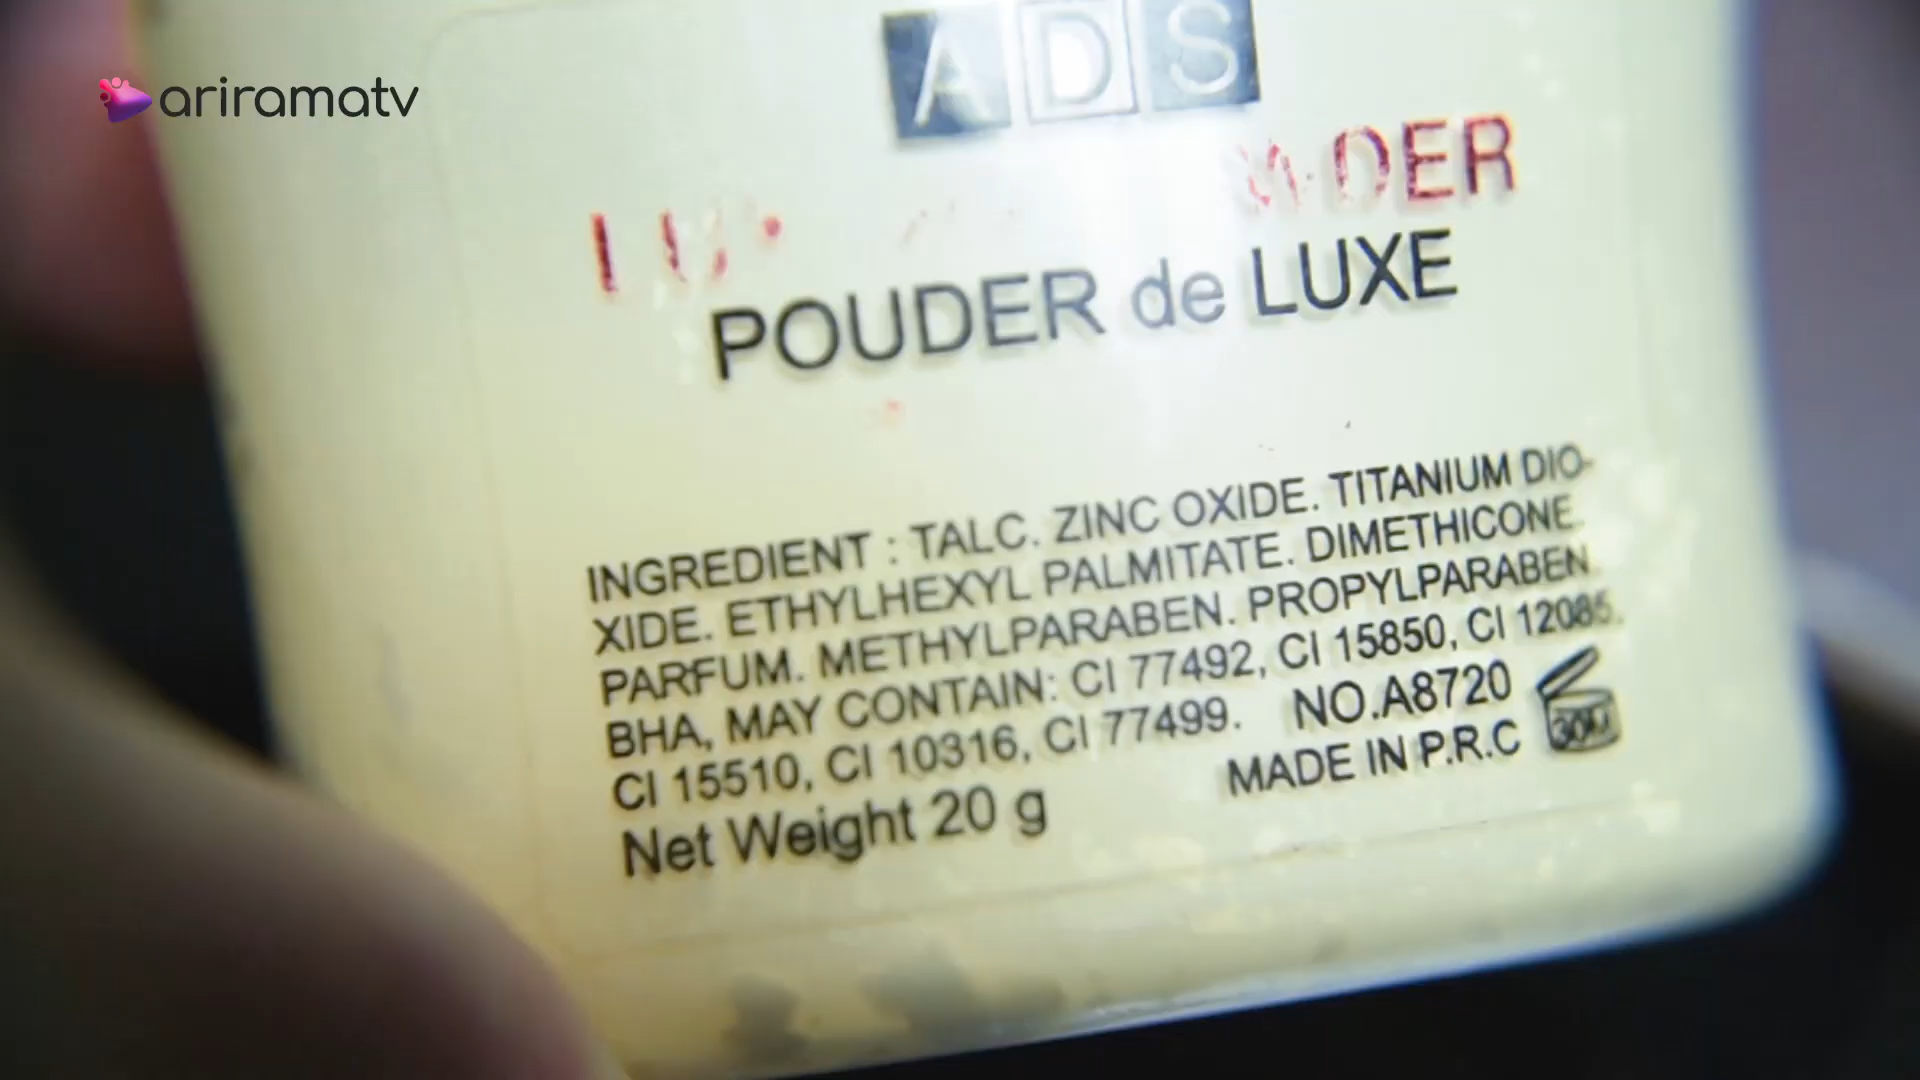 ariramatv
ADS
DER
POUDER de LUXE
INGREDIENT : TALC. ZINC OXIDE. TITANIUM DIO-
XIDE. ETHYLHEXYL PALMITATE. DIMETHICONE.
PARFUM. METHYLPARABEN. PROPYLPARABEN
BHA, MAY CONTAIN: CI 77492, CI 15850, CI 12085,
CI 15510, CI 10316, CI 77499. NO.A8720
Net Weight 20 g
MADE IN P.R.C